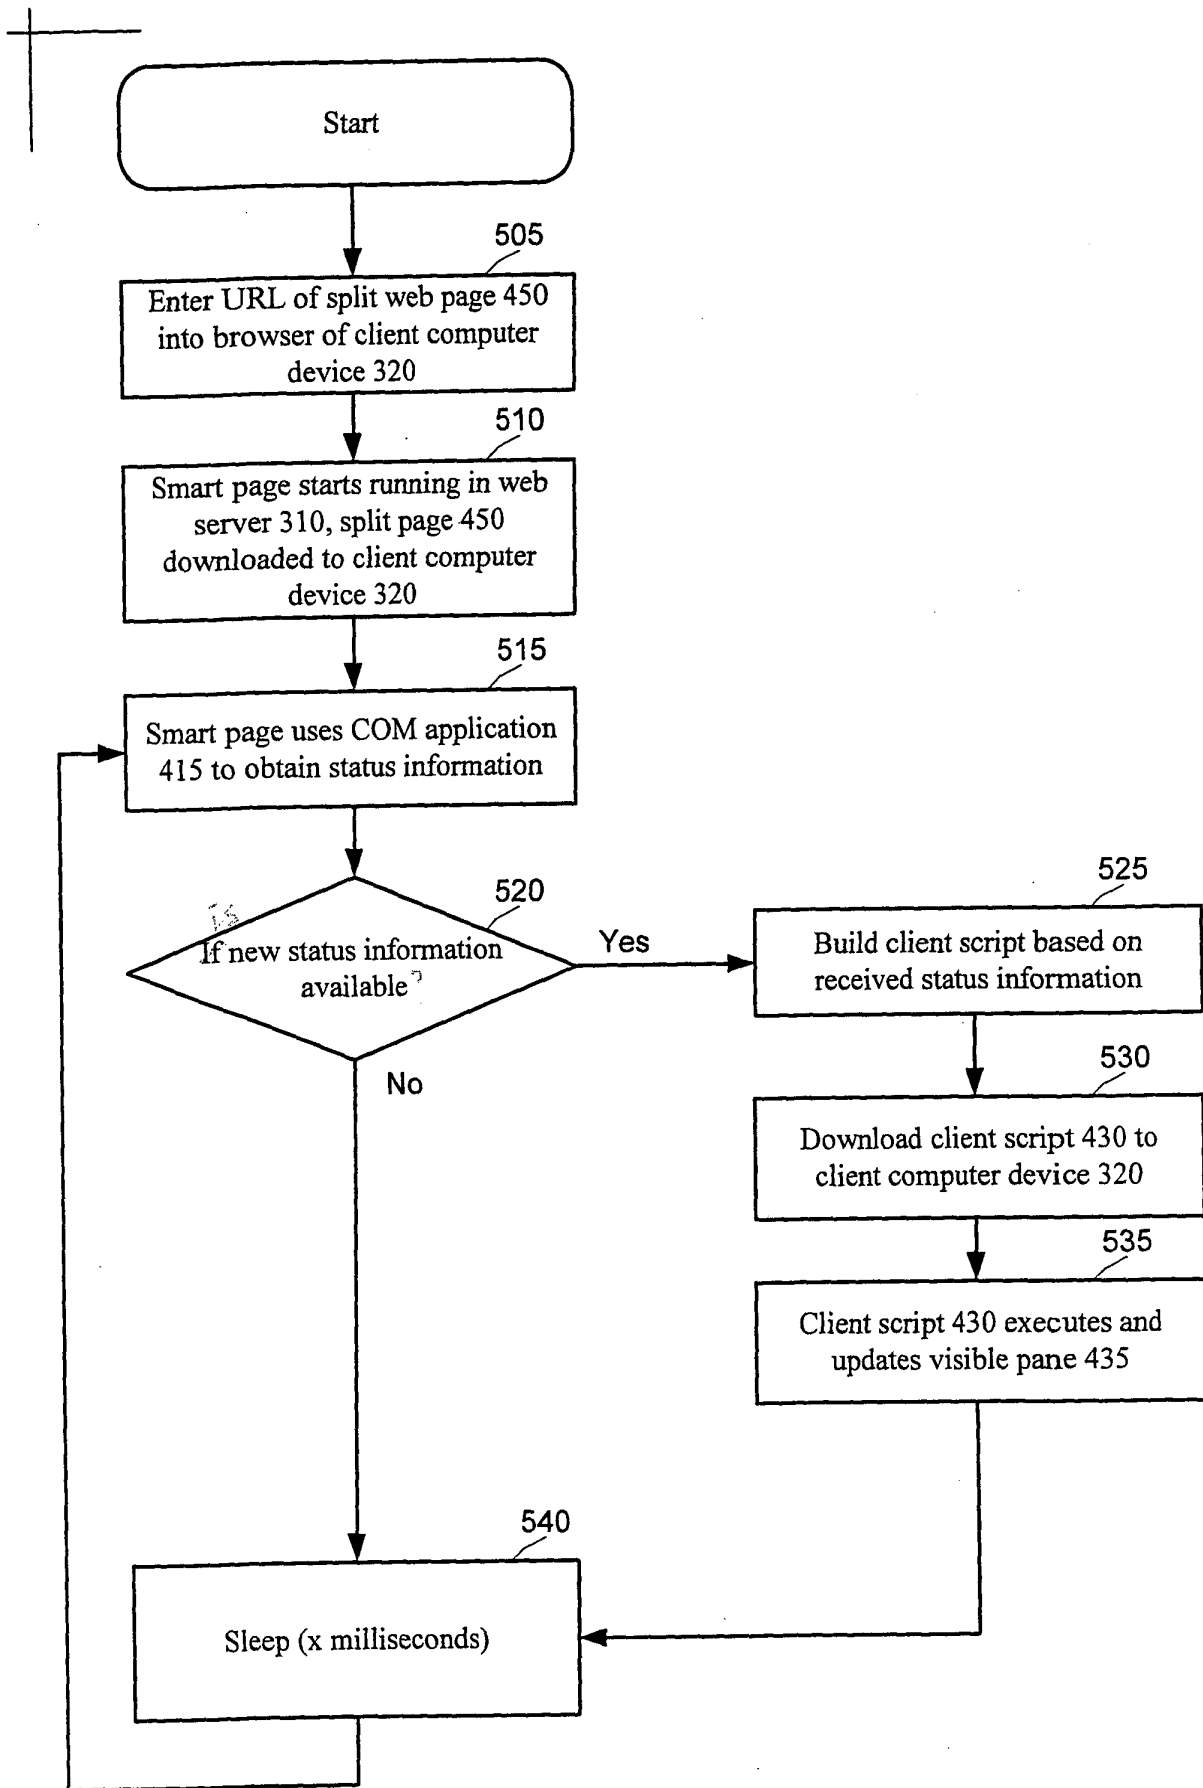 Start
505
Enter URL of split web page 450
into browser of client computer
device 320
510
Smart page starts running in web
server 310, split page 450
downloaded to client computer
device 320
515
Smart page uses COM application
415 to obtain status information
520
Is
If new status information
available?
Yes
No
525
Build client script based on
received status information
530
Download client script 430 to
client computer device 320
535
Client script 430 executes and
updates visible pane 435
540
Sleep (x milliseconds)